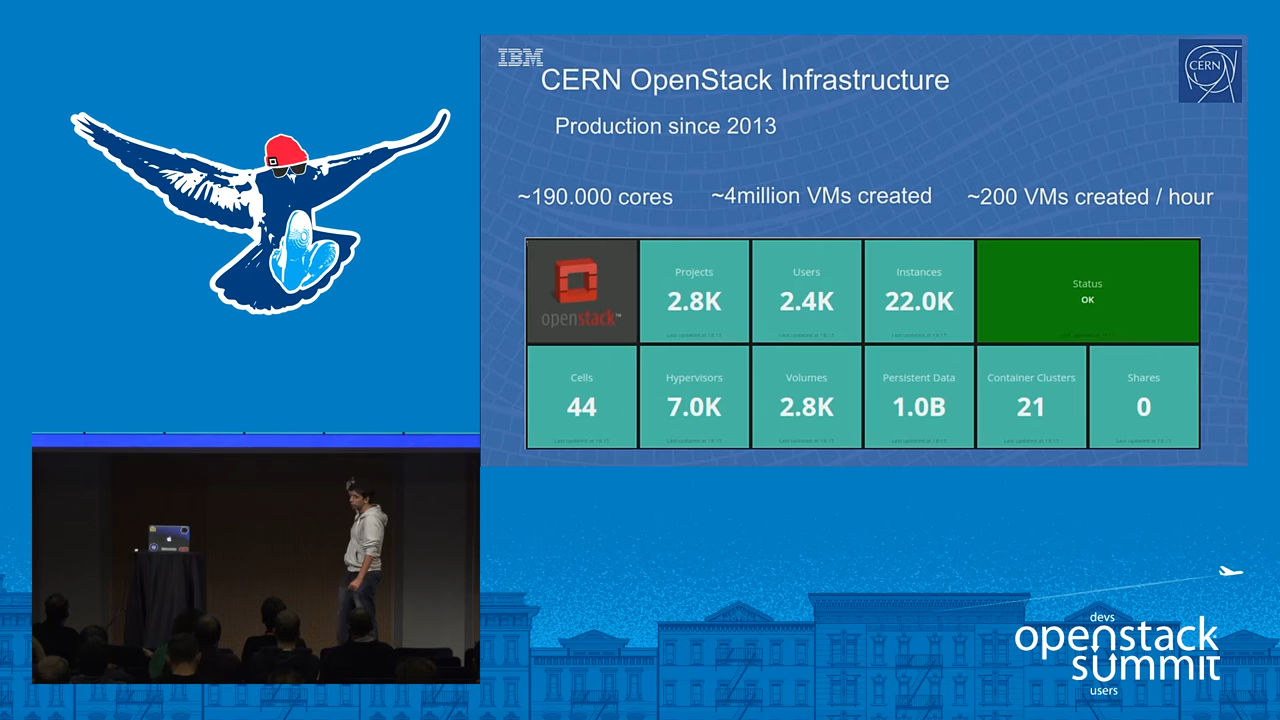 IBM
CERN
CERN OpenStack Infrastructure
Production since 2013
~190.000 cores
~4million VMs created
~200 VMs created / hour
openstack™
Projects
2.8K
Users
2.4K
Instances
22.0K
Status
OK
Cells
44
Hypervisors
7.0K
Volumes
2.8K
Persistent Data
1.0B
Container Clusters
21
Shares
0
devs
openstack
summit
users